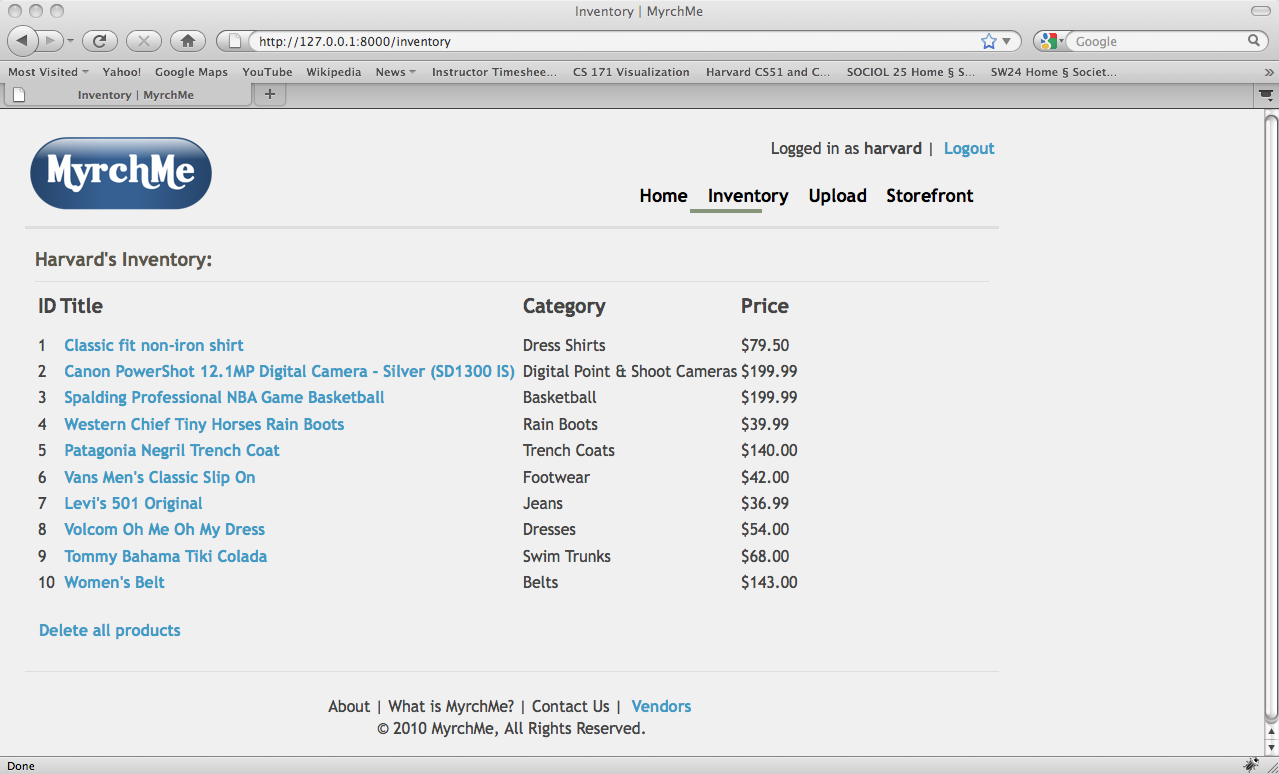 Inventory | MyrchMe
http://127.0.0.1:8000/inventory
Google
Most Visited Yahoo! Google Maps YouTube Wikipedia News Instructor Timeshee... CS 171 Visualization Harvard CS51 and C... SOCIOL 25 Home § S... SW24 Home § Societ... »
Inventory | MyrchMe +
MyrchMe
Logged in as harvard | Logout
Home Inventory Upload Storefront
Harvard's Inventory:
ID Title Category Price
1 Classic fit non-iron shirt Dress Shirts $79.50
2 Canon PowerShot 12.1MP Digital Camera - Silver (SD1300 IS) Digital Point & Shoot Cameras $199.99
3 Spalding Professional NBA Game Basketball Basketball $199.99
4 Western Chief Tiny Horses Rain Boots Rain Boots $39.99
5 Patagonia Negril Trench Coat Trench Coats $140.00
6 Vans Men's Classic Slip On Footwear $42.00
7 Levi's 501 Original Jeans $36.99
8 Volcom Oh Me Oh My Dress Dresses $54.00
9 Tommy Bahama Tiki Colada Swim Trunks $68.00
10 Women's Belt Belts $143.00
Delete all products
About | What is MyrchMe? | Contact Us | Vendors
© 2010 MyrchMe, All Rights Reserved.
Done